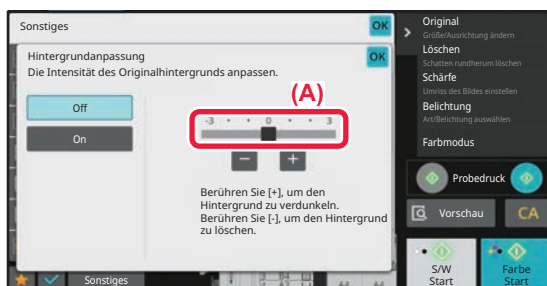 Sonstiges
OK
Hintergrundanpassung
OK
Die Intensität des Originalhintergrunds anpassen.
(A)
Off
On
-3 • • 0 • • 3
− +
Berühren Sie [+], um den
Hintergrund zu verdunkeln.
Berühren Sie [-], um den Hintergrund
zu löschen.
Sonstiges
Original
Größe/Ausrichtung ändern
Löschen
Schatten rundherum löschen
Schärfe
Umriss des Bildes einstellen
Belichtung
Art/Belichtung auswählen
Farbmodus
Probedruck
Vorschau
CA
S/W
Start
Farbe
Start